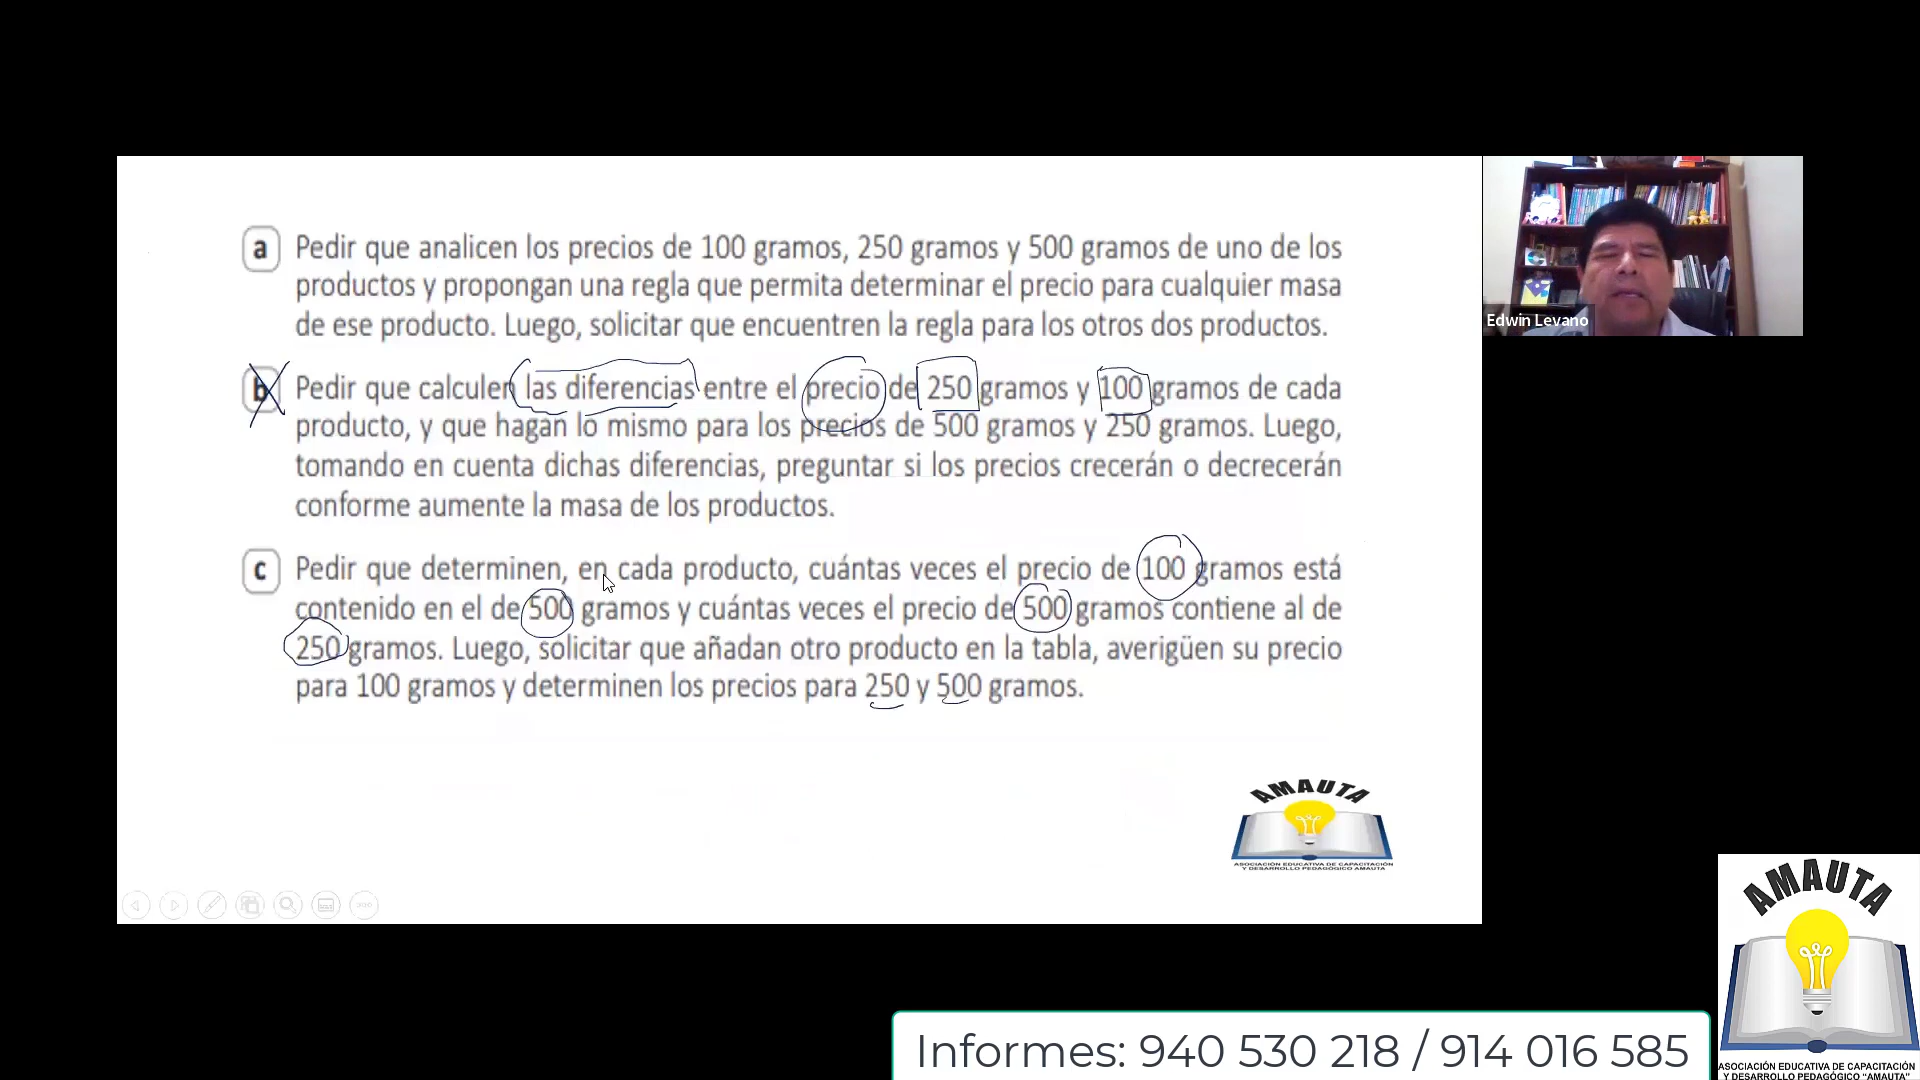 a Pedir que analicen los precios de 100 gramos, 250 gramos y 500 gramos de uno de los
productos y propongan una regla que permita determinar el precio para cualquier masa
de ese producto. Luego, solicitar que encuentren la regla para los otros dos productos.
b Pedir que calculen las diferencias entre el precio de 250 gramos y 100 gramos de cada
producto, y que hagan lo mismo para los precios de 500 gramos y 250 gramos. Luego,
tomando en cuenta dichas diferencias, preguntar si los precios crecerán o decrecerán
conforme aumente la masa de los productos.
c Pedir que determinen, en cada producto, cuántas veces el precio de 100 gramos está
contenido en el de 500 gramos y cuántas veces el precio de 500 gramos contiene al de
250 gramos. Luego, solicitar que añadan otro producto en la tabla, averigüen su precio
para 100 gramos y determinen los precios para 250 y 500 gramos.
Edwin Levano
AMAUTA
ASOCIACIÓN EDUCATIVA DE CAPACITACIÓN
Y DESARROLLO PEDAGÓGICO AMAUTA
AMAUTA
ASOCIACIÓN EDUCATIVA DE CAPACITACIÓN
Y DESARROLLO PEDAGÓGICO "AMAUTA"
Informes: 940 530 218 / 914 016 585